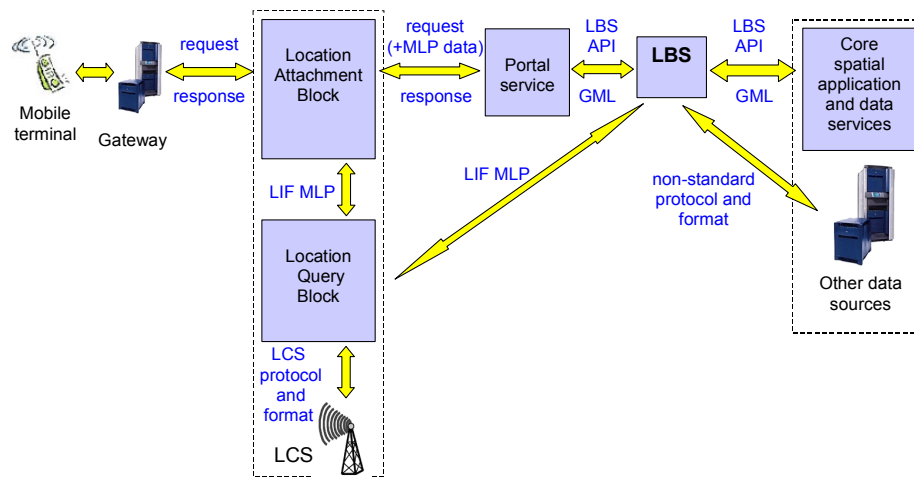 Mobile
terminal
Gateway
request
response
Location
Attachment
Block
request
(+MLP data)
response
Portal
service
LBS
API
GML
LBS
LBS
API
GML
Core
spatial
application
and data
services
LIF MLP
LIF MLP
non-standard
protocol and
format
Location
Query
Block
Other data
sources
LCS
protocol
and
format
LCS